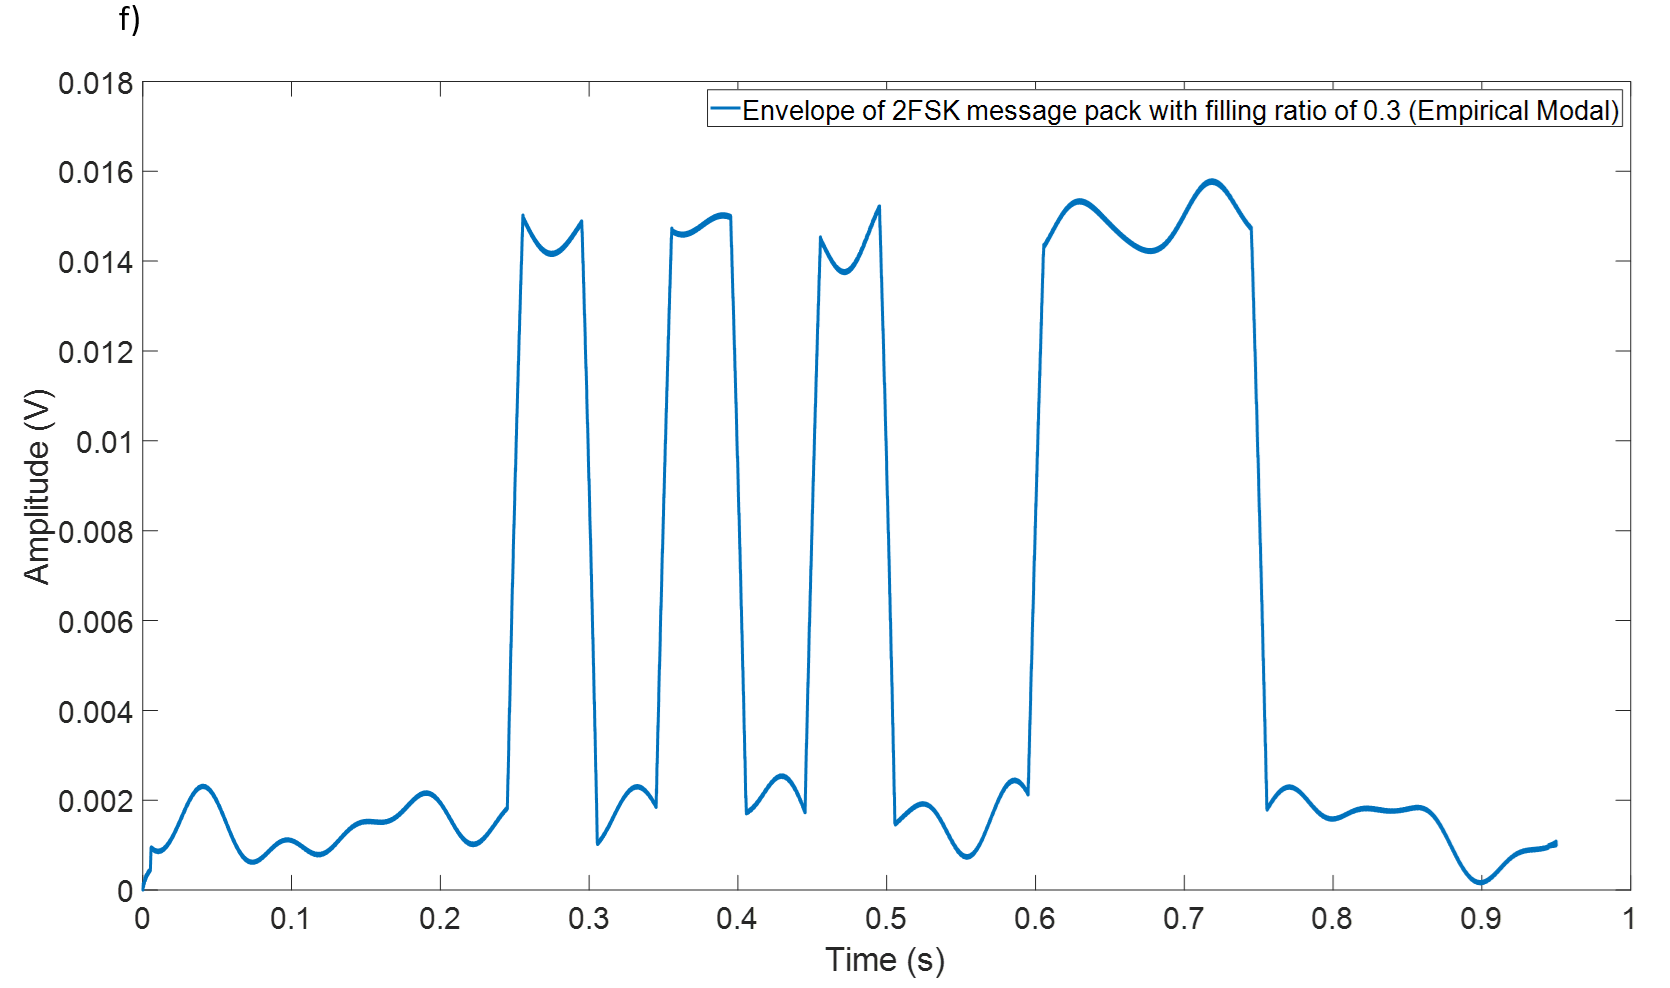 f)
0.018
0.016
0.014
0.012
0.01
0.008
0.006
0.004
0.002
0
Amplitude (V)
Envelope of 2FSK message pack with filling ratio of 0.3 (Empirical Modal)
0 0.1 0.2 0.3 0.4 0.5 0.6 0.7 0.8 0.9 1
Time (s)